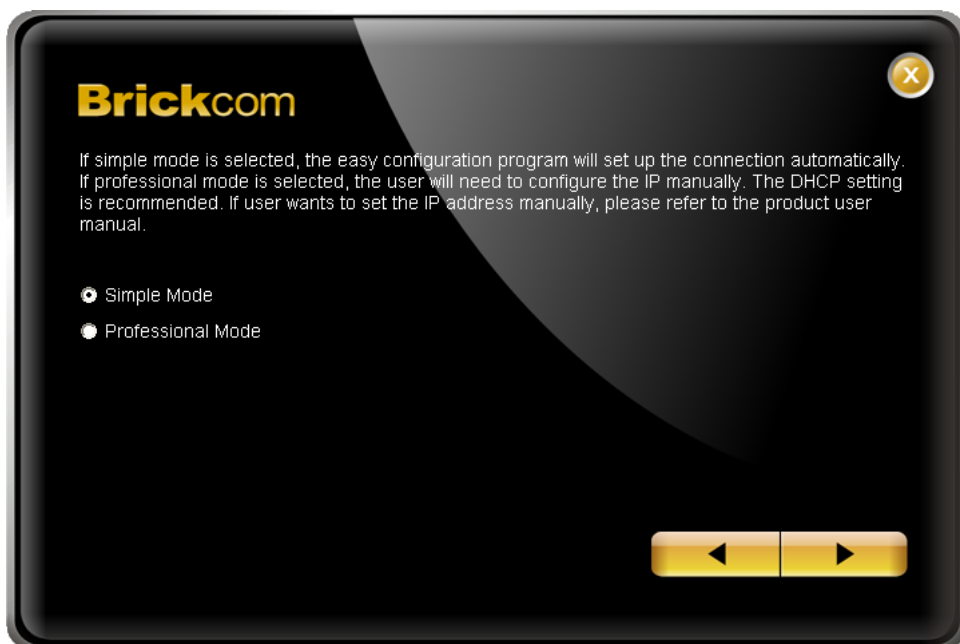 X
Brickcom
If simple mode is selected, the easy configuration program will set up the connection automatically.
If professional mode is selected, the user will need to configure the IP manually. The DHCP setting
is recommended. If user wants to set the IP address manually, please refer to the product user
manual.
Simple Mode
Professional Mode